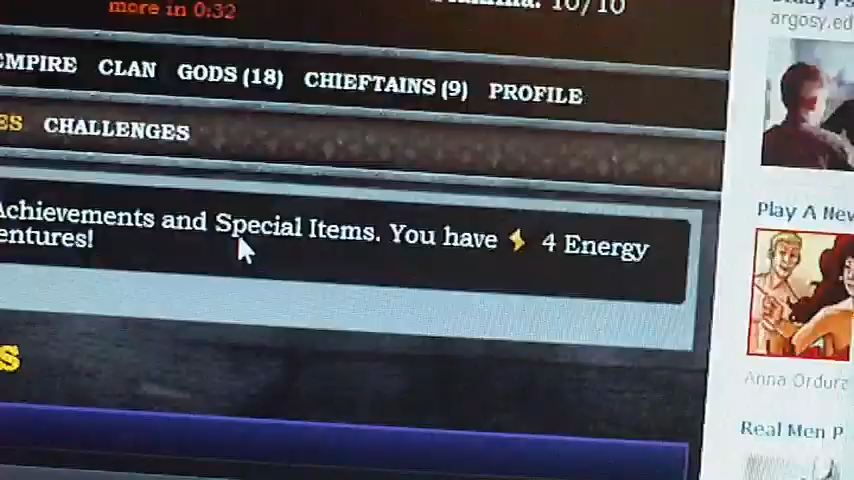 more in 0:32
10/10
EMPIRE CLAN GODS (18) CHIEFTAINS (9) PROFILE
ES CHALLENGES
Achievements and Special Items. You have 4 Energy
entures!
S
argosy.ed
Play A New
Anna Ordura
Real Men P